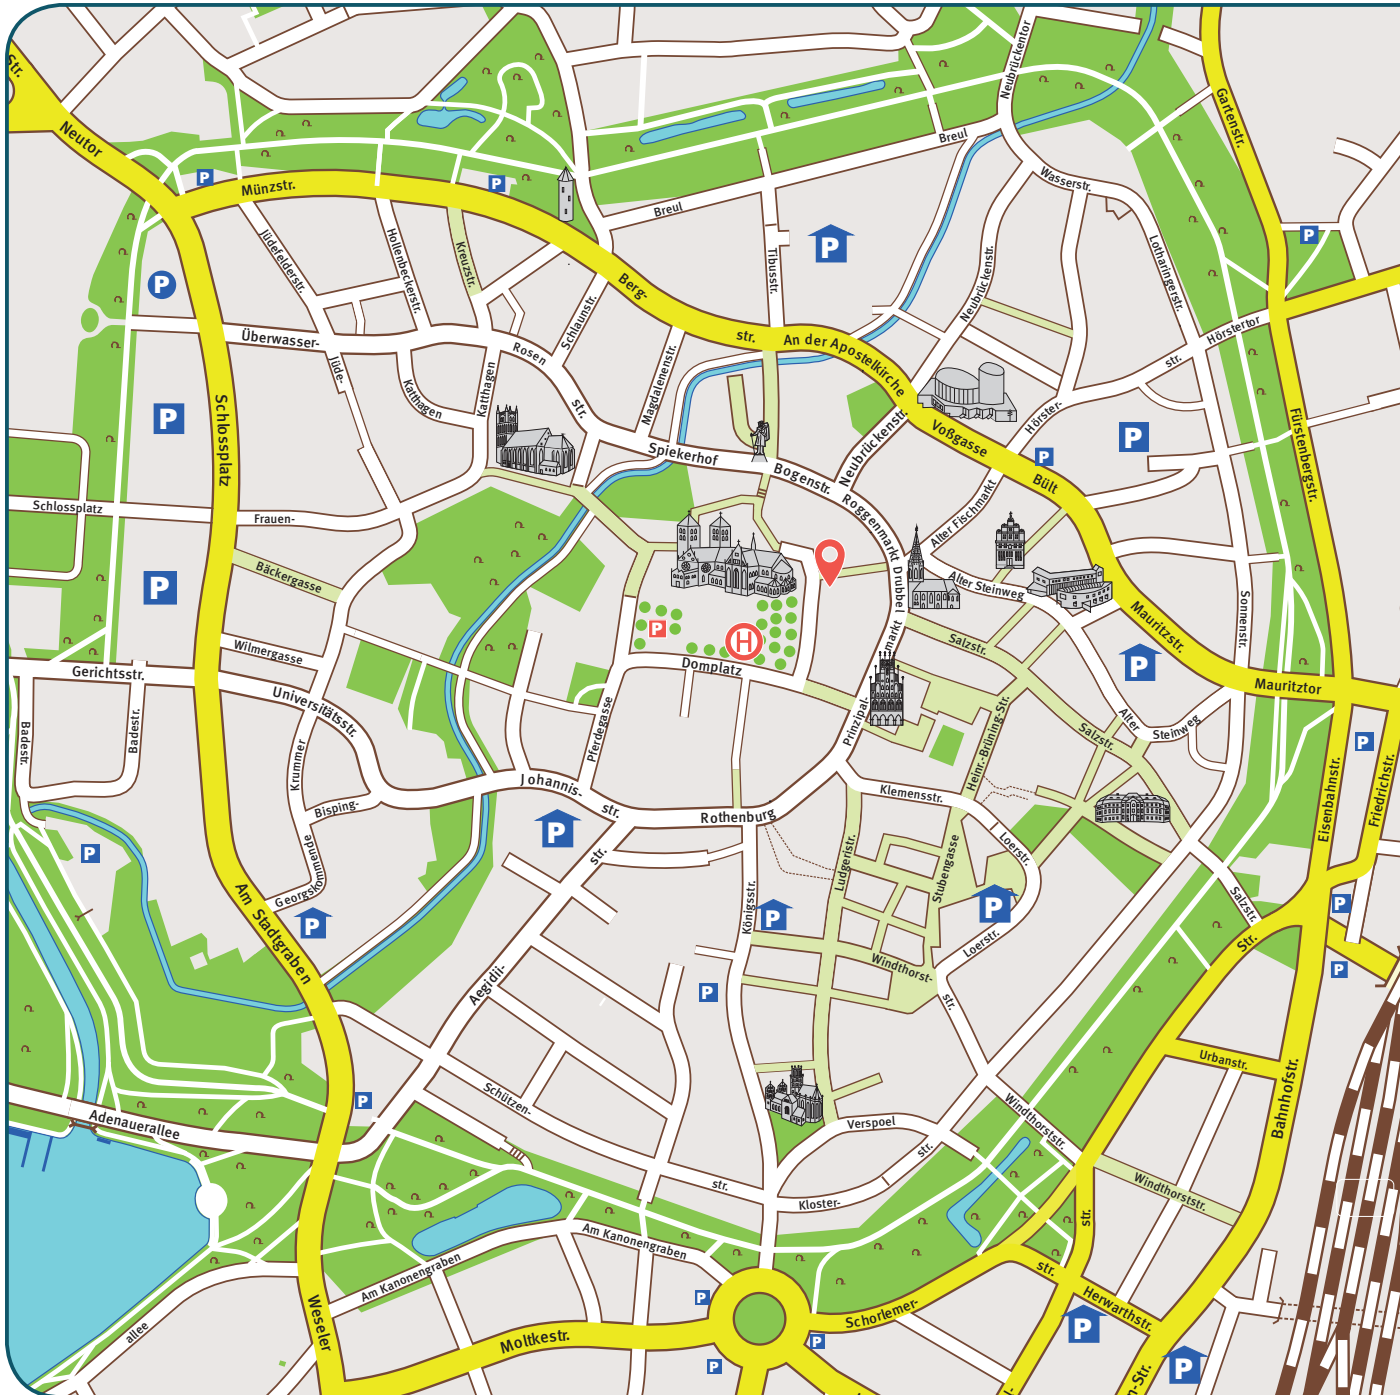 Str.
Neutor
P
Münzstr.
P
Breul
Breul
Neubrückentor
Gartenstr.
Wasserstr.
Lotharingerstr.
P
P
Jüdefelderstr.
Hollenbeckerstr.
Kreuzstr.
Schlaunstr.
Berg-
Tibusstr.
Neubrückenstr.
P
Überwasser-
Rosen
str.
Jüde-
Katthagen
Katthagen
Magdalenenstr.
str.
An der Apostelkirche
Hörstertor
str.
Hörster-
P
Schlossplatz
Spiekerhof
Bogenstr.
Neubrückenstr.
Voßgasse
Bült
P
P
Fürstenbergstr.
Schlossplatz
Frauen-
Roggenmarkt
Alter Fischmarkt
Drubbel
P
Bäckergasse
Alter Steinweg
Mauritzstr.
Sonnenstr.
P
H
Domplatz
markt
Salzstr.
P
Wilmergasse
Gerichtsstr.
Universitätsstr.
Mauritztor
Badestr.
Badestr.
Pferdegasse
Prinzipal-
Heinr.-Brüning-Str.
Salzstr.
Alter
Steinweg
P
Krummer
Bisping-
Johannis-
str.
Rothenburg
Klemensstr.
Eisenbahnstr.
Friedrichstr.
P
P
str.
Georgskommende
Ludgeristr.
Stubengasse
Loerstr.
Loerstr.
Am Stadtgraben
P
Königsstr.
P
P
Salzstr.
Str.
P
P
Aegidii-
P
Windthorst-
str.
Urbanstr.
Bahnhofstr.
P
Schützen-
Adenauerallee
Verspoel
str.
Windthorststr.
Windthorststr.
str.
Kloster-
str.
Am Kanonengraben
Am Kanonengraben
str.
Herwarthstr.
P
P
Weseler
allee
Moltkestr.
P
Schorlemer-
P
P
n-Str.